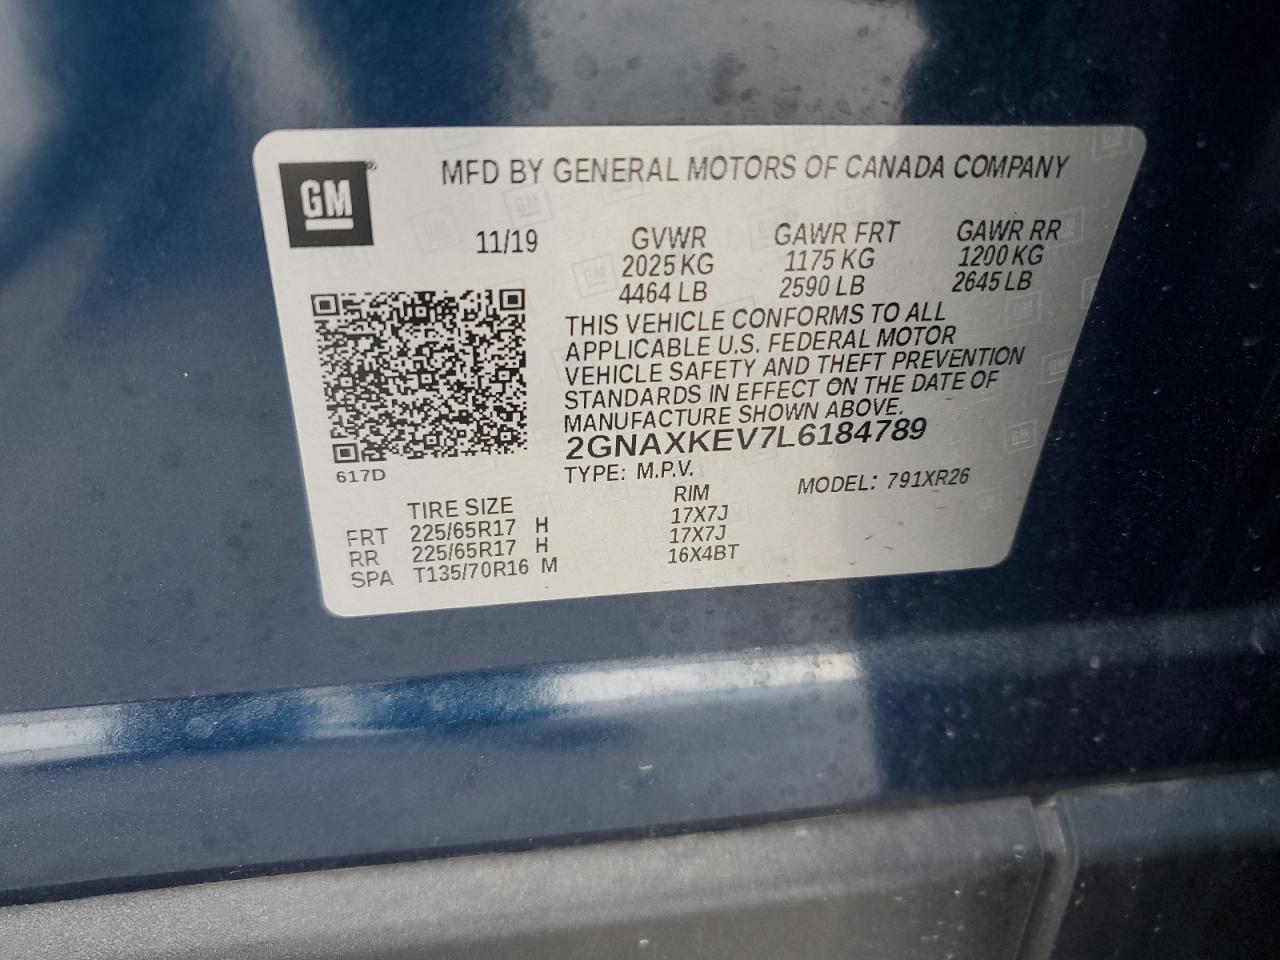 GM®
MFD BY GENERAL MOTORS OF CANADA COMPANY
11/19 GVWR GAWR FRT GAWR RR
2025 KG 1175 KG 1200 KG
4464 LB 2590 LB 2645 LB
THIS VEHICLE CONFORMS TO ALL
APPLICABLE U.S. FEDERAL MOTOR
VEHICLE SAFETY AND THEFT PREVENTION
STANDARDS IN EFFECT ON THE DATE OF
MANUFACTURE SHOWN ABOVE.
2GNAXKEV7L6184789
617D TYPE: M.P.V. MODEL: 791XR26
TIRE SIZE RIM
FRT 225/65R17 H 17X7J
RR 225/65R17 H 17X7J
SPA T135/70R16 M 16X4BT